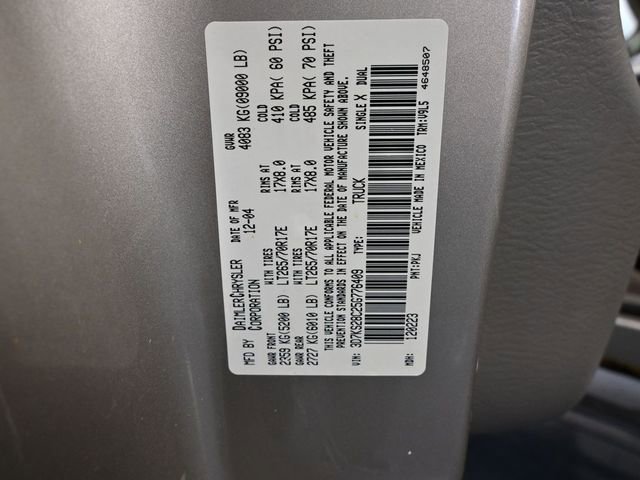 MFD BY DAIMLERCHRYSLER CORPORATION DATE OF MFR 12-04 GVWR 4083 KG(09000 LB)
GAWR FRONT WITH TIRES RIMS AT COLD
2359 KG(5200 LB) LT265/70R17E 17X8.0 410 KPA( 60 PSI)
GAWR REAR WITH TIRES RIMS AT COLD
2727 KG(6010 LB) LT265/70R17E 17X8.0 485 KPA( 70 PSI)
THIS VEHICLE CONFORMS TO ALL APPLICABLE FEDERAL MOTOR VEHICLE SAFETY AND THEFT
PREVENTION STANDARDS IN EFFECT ON THE DATE OF MANUFACTURE SHOWN ABOVE.
VIN: 3D7KS28C25G776409 TYPE: TRUCK SINGLE X DUAL
MDH: 120223 PNT:PKJ VEHICLE MADE IN MEXICO TRM:V9L5
4648507